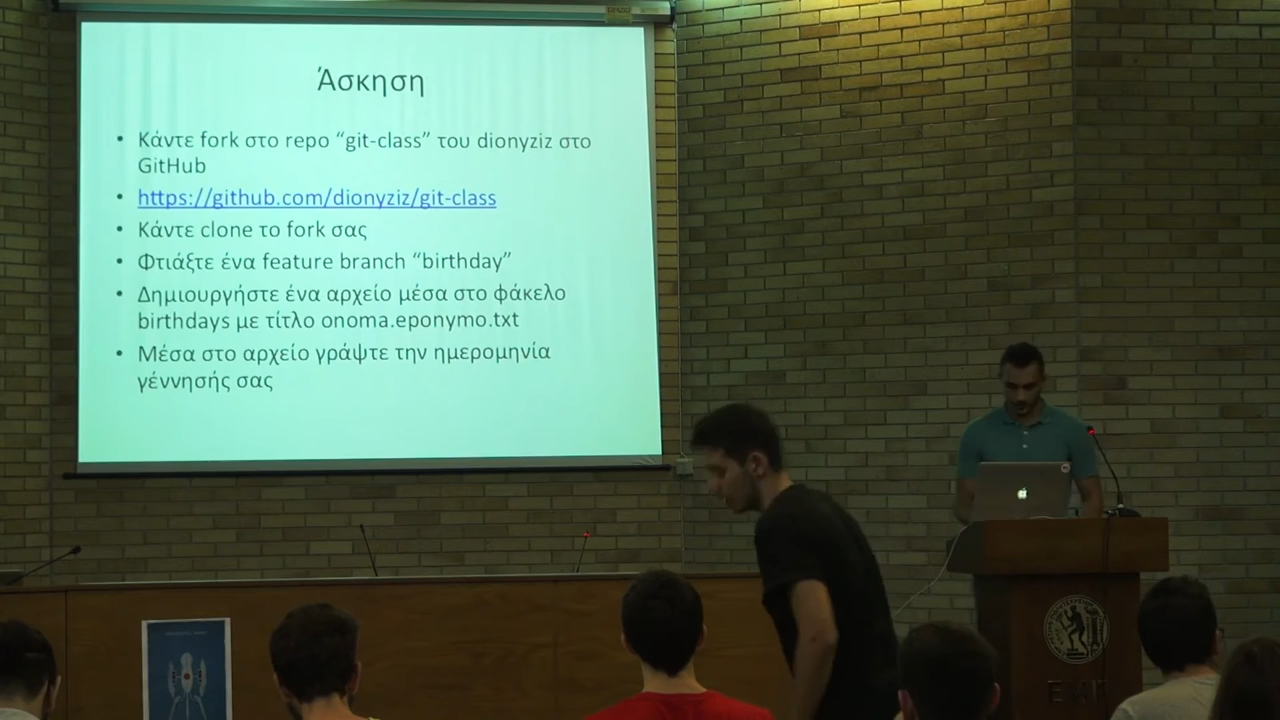 Άσκηση
• Κάντε fork στο repo “git-class” του dionyziz στο
GitHub
• https://github.com/dionyziz/git-class
• Κάντε clone το fork σας
• Φτιάξτε ένα feature branch “birthday”
• Δημιουργήστε ένα αρχείο μέσα στο φάκελο
birthdays με τίτλο onoma.eponymo.txt
• Μέσα στο αρχείο γράψτε την ημερομηνία
γέννησής σας